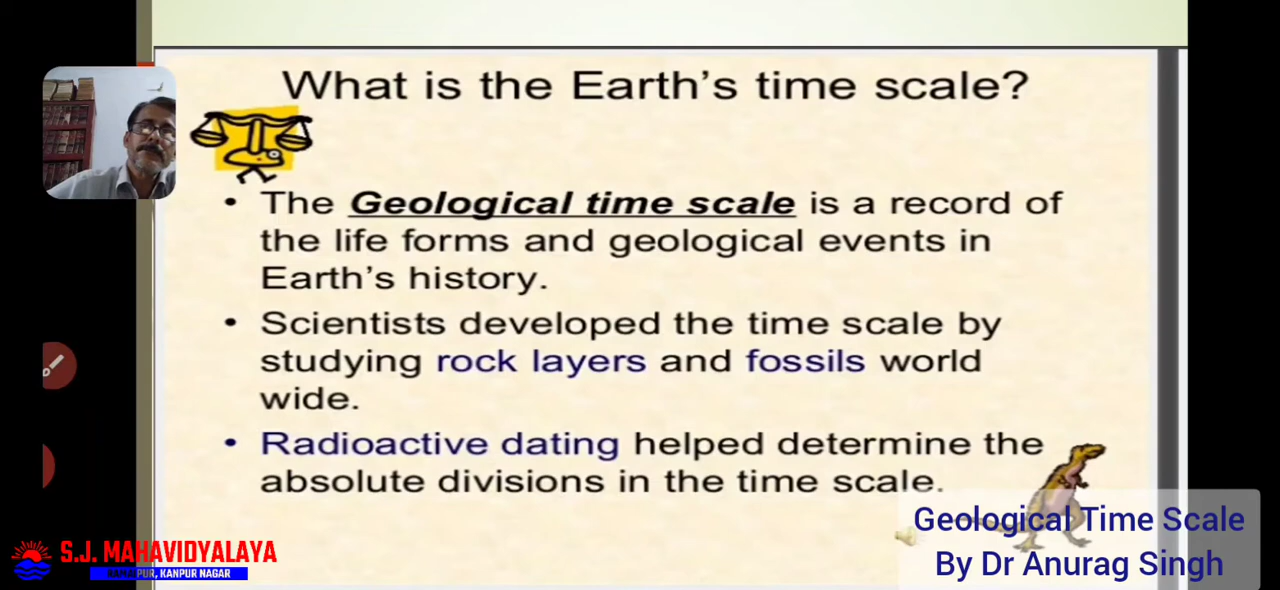 What is the Earth's time scale?
• The Geological time scale is a record of
the life forms and geological events in
Earth's history.
• Scientists developed the time scale by
studying rock layers and fossils world
wide.
• Radioactive dating helped determine the
absolute divisions in the time scale.
Geological Time Scale
By Dr Anurag Singh
S.J. MAHAVIDYALAYA
RAMAIPUR, KANPUR NAGAR